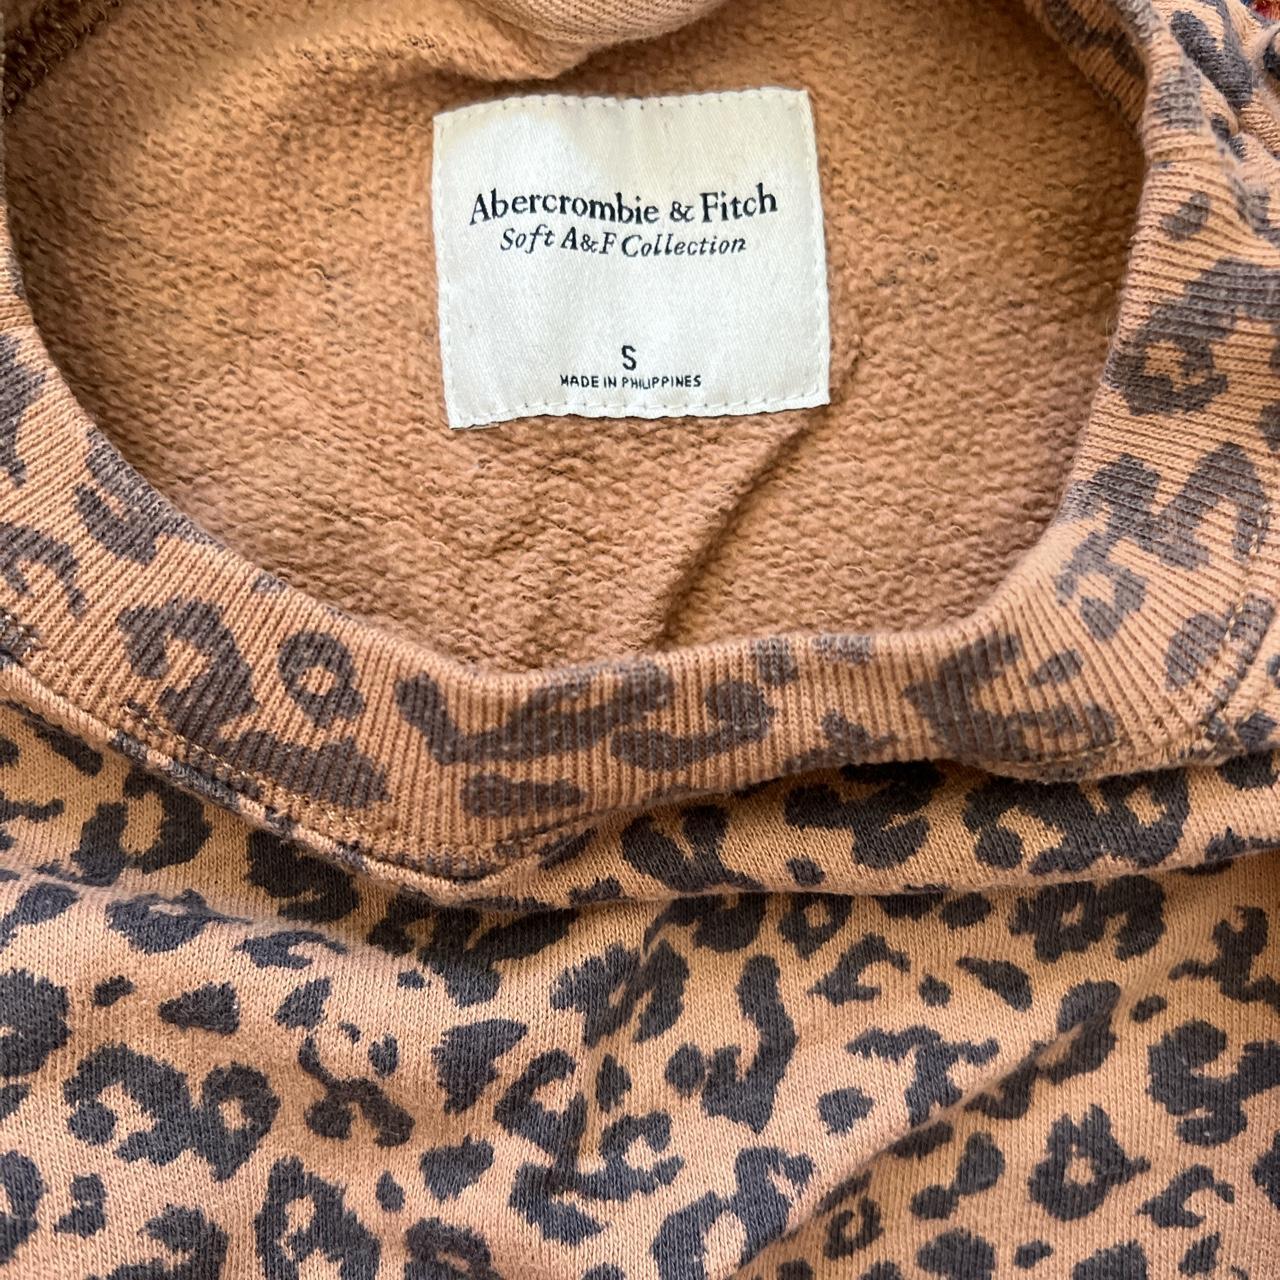 Abercrombie & Fitch
Soft A&F Collection
S
MADE IN PHILIPPINES